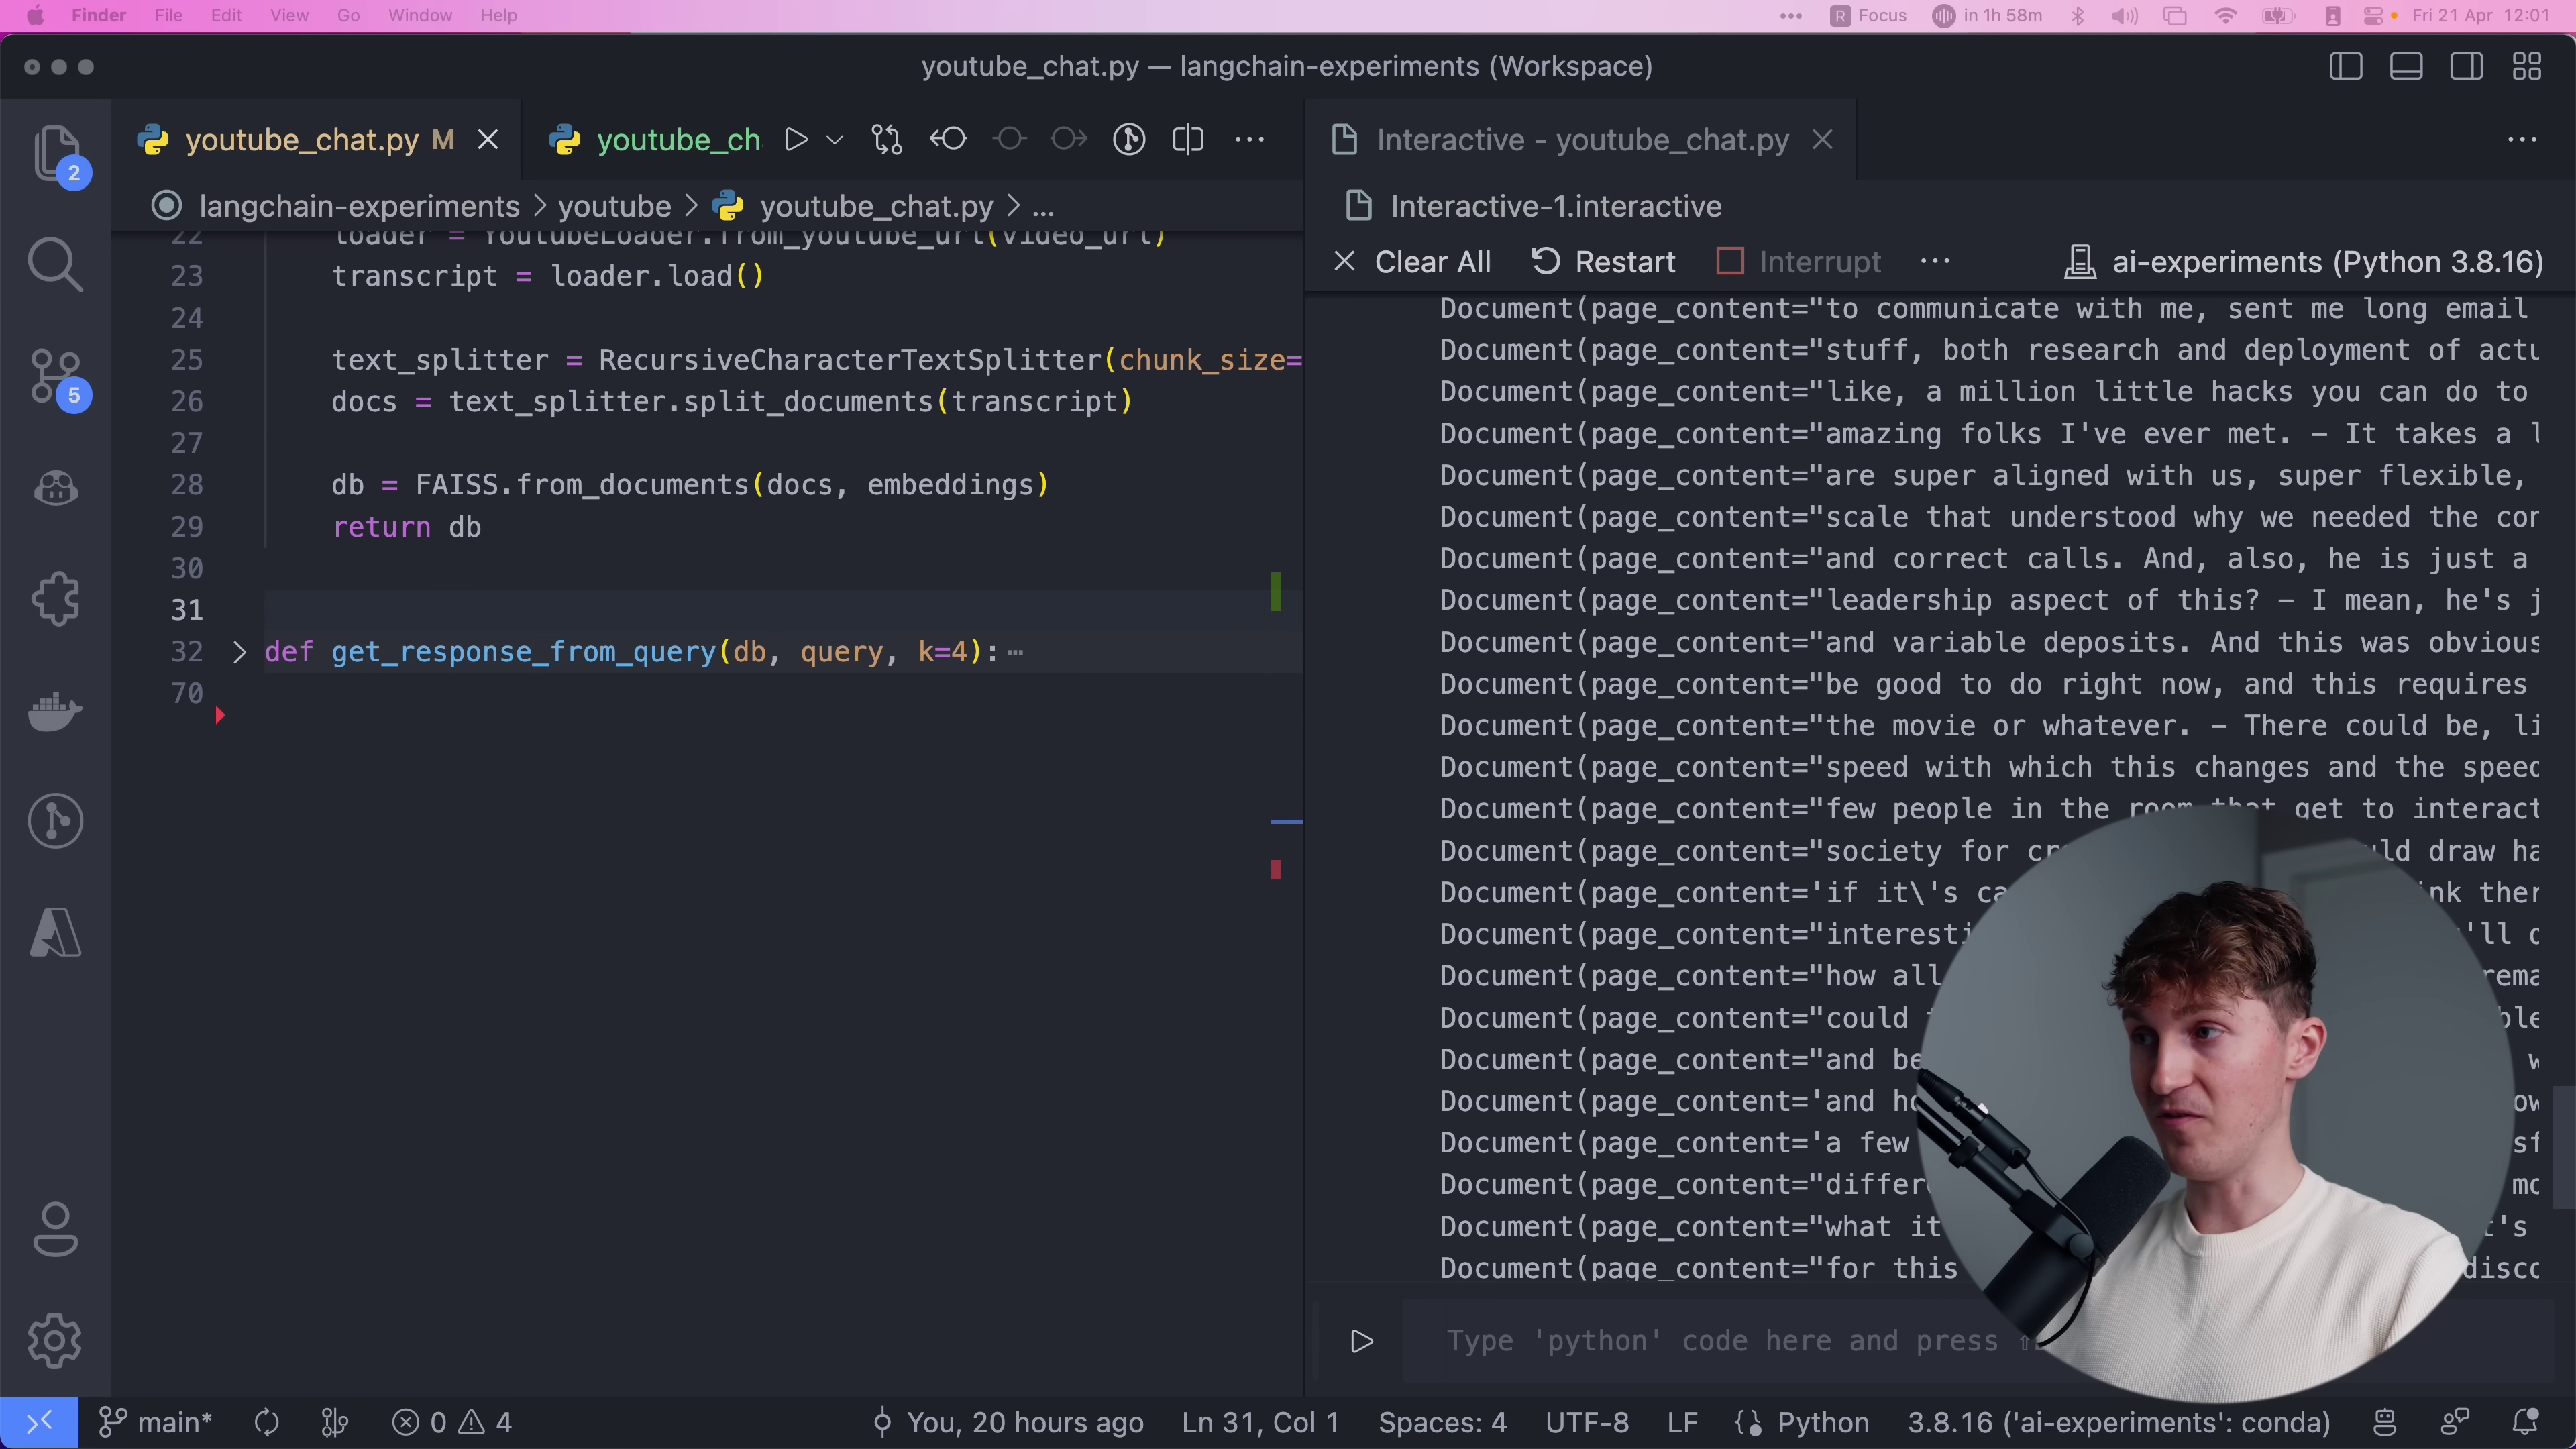 Finder File Edit View Go Window Help
R Focus in 1h 58m Fri 21 Apr 12:01
youtube_chat.py — langchain-experiments (Workspace)
youtube_chat.py M
youtube_ch
Interactive - youtube_chat.py
langchain-experiments > youtube > youtube_chat.py > ...
Interactive-1.interactive
Clear All Restart Interrupt ai-experiments (Python 3.8.16)
2
5
22 loader = YoutubeLoader.from_youtube_url(video_url)
23 transcript = loader.load()
24
25 text_splitter = RecursiveCharacterTextSplitter(chunk_size=
26 docs = text_splitter.split_documents(transcript)
27
28 db = FAISS.from_documents(docs, embeddings)
29 return db
30
31
32 def get_response_from_query(db, query, k=4):
70
Document(page_content="to communicate with me, sent me long email
Document(page_content="stuff, both research and deployment of actu
Document(page_content="like, a million little hacks you can do to
Document(page_content="amazing folks I've ever met. – It takes a l
Document(page_content="are super aligned with us, super flexible,
Document(page_content="scale that understood why we needed the con
Document(page_content="and correct calls. And, also, he is just a
Document(page_content="leadership aspect of this? – I mean, he's j
Document(page_content="and variable deposits. And this was obvious
Document(page_content="be good to do right now, and this requires
Document(page_content="the movie or whatever. – There could be, li
Document(page_content="speed with which this changes and the speed
Document(page_content="few people in the room that get to interact
Document(page_content="society for cr uld draw ha
Document(page_content='if it\'s ca nk ther
Document(page_content="interesti 'll d
Document(page_content="how all rema
Document(page_content="could ble
Document(page_content="and be w
Document(page_content='and ho ow
Document(page_content='a few sf
Document(page_content="differ mo
Document(page_content="what it t's
Document(page_content="for this disco
Type 'python' code here and press
main* 0 4 You, 20 hours ago Ln 31, Col 1 Spaces: 4 UTF-8 LF Python 3.8.16 ('ai-experiments': conda)